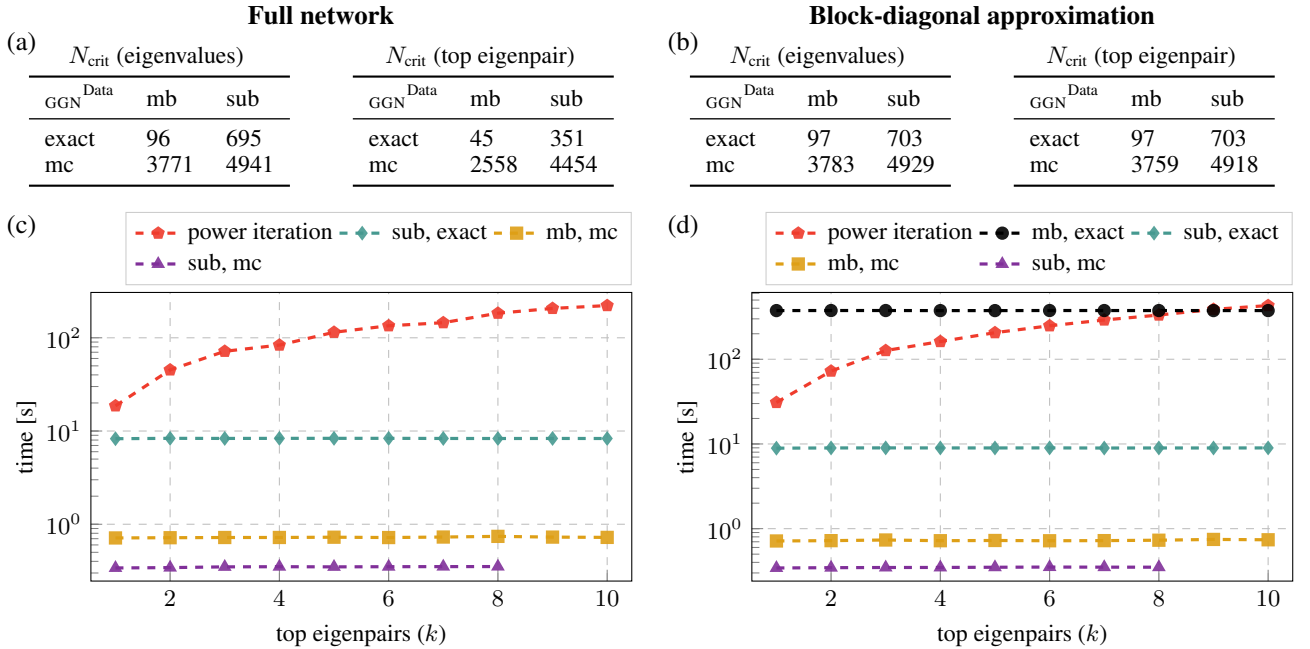 Full network
(a)
N_crit (eigenvalues)
GGN^Data mb sub
exact 96 695
mc 3771 4941
N_crit (top eigenpair)
GGN^Data mb sub
exact 45 351
mc 2558 4454
Block-diagonal approximation
(b)
N_crit (eigenvalues)
GGN^Data mb sub
exact 97 703
mc 3783 4929
N_crit (top eigenpair)
GGN^Data mb sub
exact 97 703
mc 3759 4918
(c)
power iteration sub, exact mb, mc
sub, mc
time [s]
10^2
10^1
10^0
2 4 6 8 10
top eigenpairs (k)
(d)
power iteration mb, exact sub, exact
mb, mc sub, mc
time [s]
10^2
10^1
10^0
2 4 6 8 10
top eigenpairs (k)